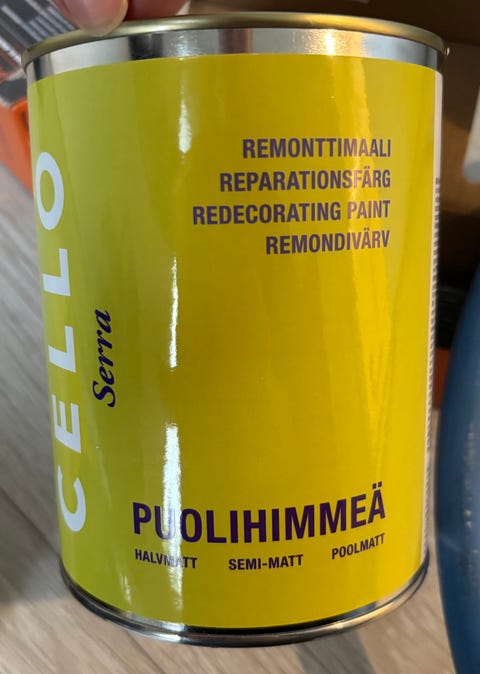 CELLO
Serra
REMONTTIMAALI
REPARATIONSFÄRG
REDECORATING PAINT
REMONDIVÄRV
PUOLIHIMMEÄ
HALVMATT SEMI-MATT POOLMATT